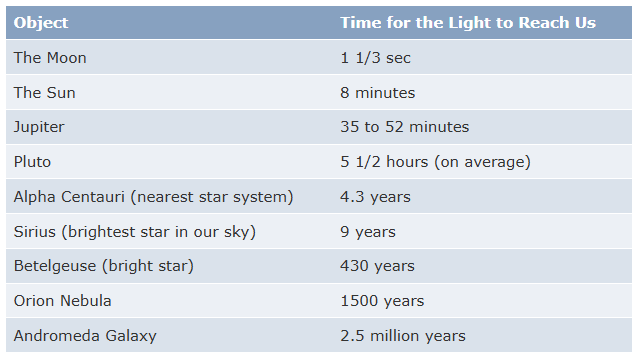 Object Time for the Light to Reach Us
The Moon 1 1/3 sec
The Sun 8 minutes
Jupiter 35 to 52 minutes
Pluto 5 1/2 hours (on average)
Alpha Centauri (nearest star system) 4.3 years
Sirius (brightest star in our sky) 9 years
Betelgeuse (bright star) 430 years
Orion Nebula 1500 years
Andromeda Galaxy 2.5 million years